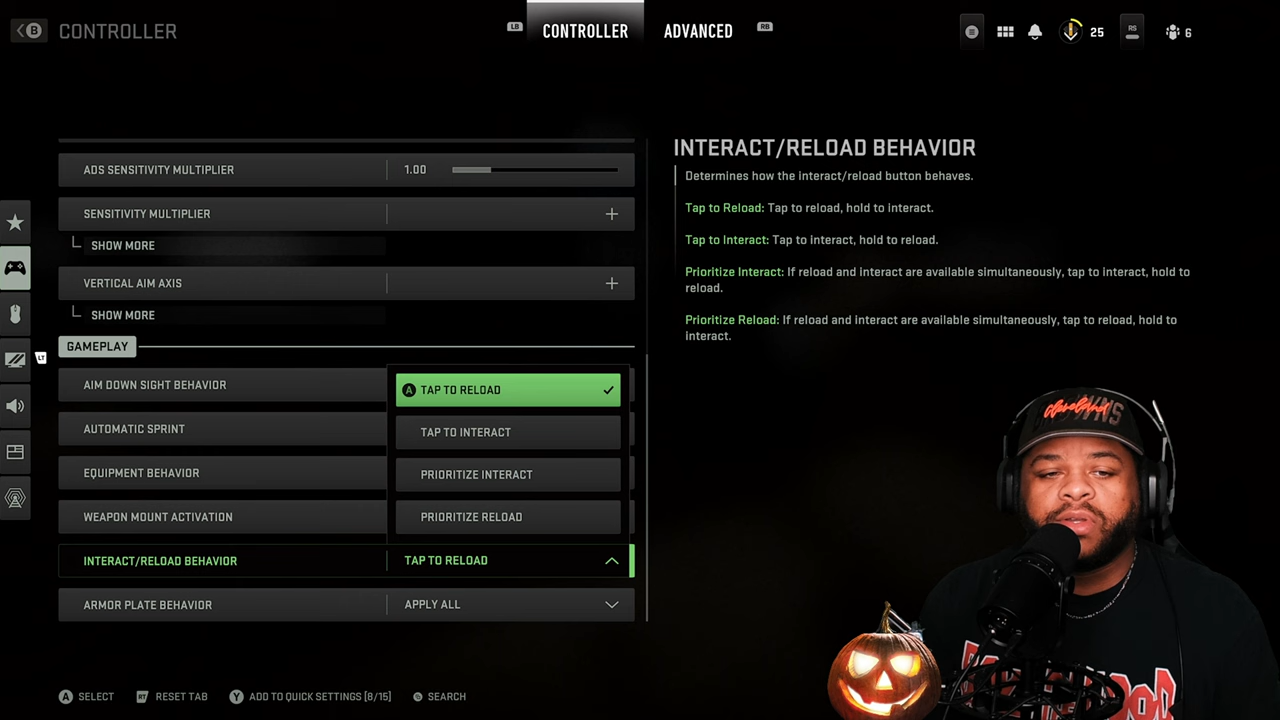 B CONTROLLER
LB CONTROLLER ADVANCED RB
25 RS 6
ADS SENSITIVITY MULTIPLIER 1.00
SENSITIVITY MULTIPLIER +
SHOW MORE
VERTICAL AIM AXIS +
SHOW MORE
GAMEPLAY
LT
AIM DOWN SIGHT BEHAVIOR
AUTOMATIC SPRINT
EQUIPMENT BEHAVIOR
WEAPON MOUNT ACTIVATION
A TAP TO RELOAD
TAP TO INTERACT
PRIORITIZE INTERACT
PRIORITIZE RELOAD
INTERACT/RELOAD BEHAVIOR TAP TO RELOAD
ARMOR PLATE BEHAVIOR APPLY ALL
INTERACT/RELOAD BEHAVIOR
Determines how the interact/reload button behaves.
Tap to Reload: Tap to reload, hold to interact.
Tap to Interact: Tap to interact, hold to reload.
Prioritize Interact: If reload and interact are available simultaneously, tap to interact, hold to
reload.
Prioritize Reload: If reload and interact are available simultaneously, tap to reload, hold to
interact.
Cleveland
A SELECT RESET TAB Y ADD TO QUICK SETTINGS [8/15] SEARCH